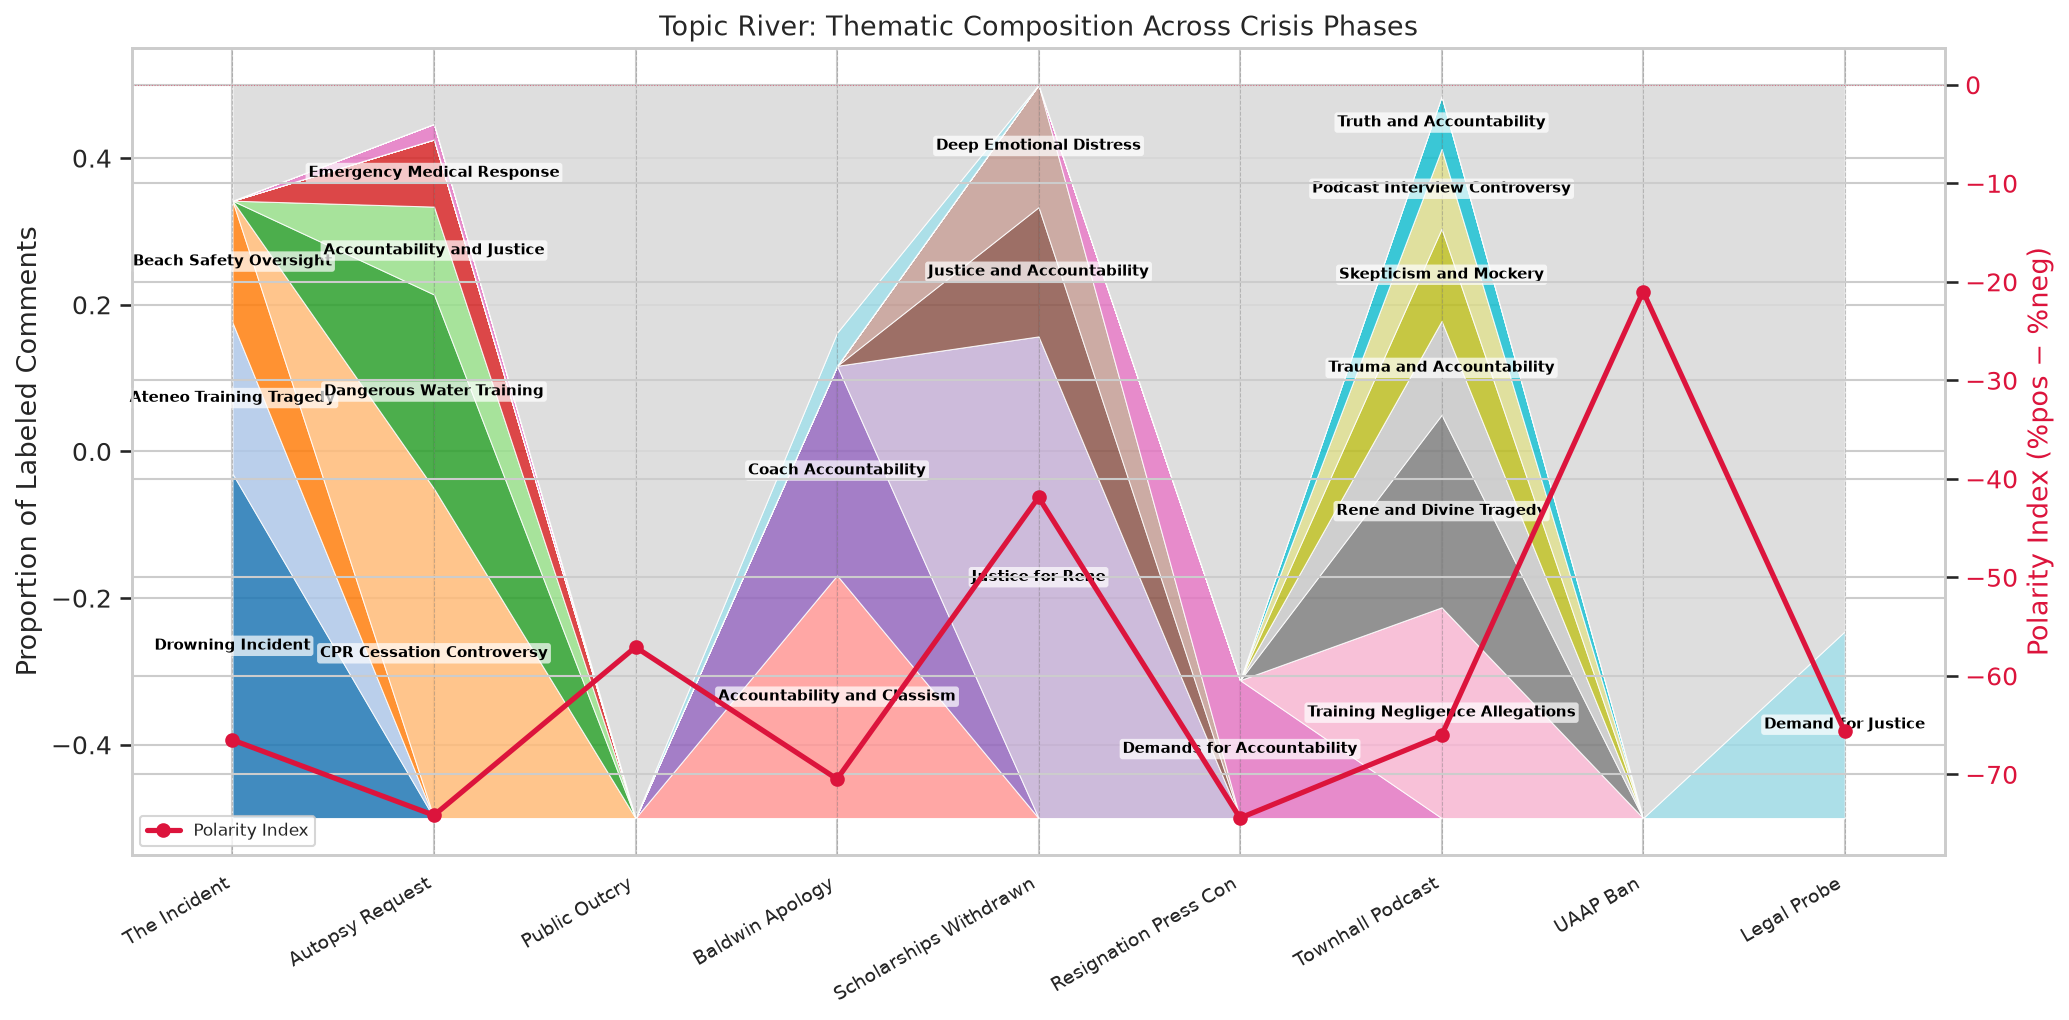 Topic River: Thematic Composition Across Crisis Phases
Proportion of Labeled Comments
0.4
0.2
0.0
−0.2
−0.4
0
−10
−20
−30
−40
−50
−60
−70
Polarity Index (%pos − %neg)
Truth and Accountability
Deep Emotional Distress
Emergency Medical Response
Podcast Interview Controversy
Accountability and Justice
Beach Safety Oversight
Justice and Accountability
Skepticism and Mockery
Trauma and Accountability
Dangerous Water Training
Ateneo Training Tragedy
Coach Accountability
Rene and Divine Tragedy
Justice for Rene
Drowning Incident
CPR Cessation Controversy
Accountability and Classism
Training Negligence Allegations
Demand for Justice
Demands for Accountability
Polarity Index
The Incident
Autopsy Request
Public Outcry
Baldwin Apology
Scholarships Withdrawn
Resignation Press Con
Townhall Podcast
UAAP Ban
Legal Probe